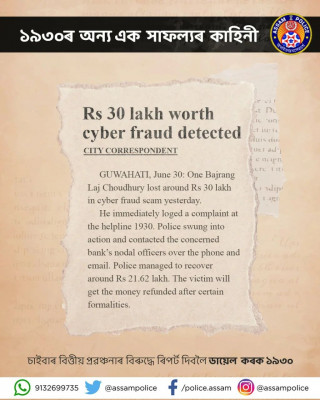 ১৯৩০ৰ অন্য এক সাফল্যৰ কাহিনী
ASSAM POLICE
Rs 30 lakh worth
cyber fraud detected
CITY CORRESPONDENT
GUWAHATI, June 30: One Bajrang
Laj Choudhury lost around Rs 30 lakh
in cyber fraud scam yesterday.
He immediately loged a complaint at
the helpline 1930. Police swung into
action and contacted the concerned
bank's nodal officers over the phone and
email. Police managed to recover
around Rs 21.62 lakh. The victim will
get the money refunded after certain
formalities.
চাইবাৰ বিত্তীয় প্ৰৱঞ্চনাৰ বিৰুদ্ধে ৰিপৰ্ট দিবলৈ ডায়েল কৰক ১৯৩০
9132699735 @assampolice /police.assam @assampolice